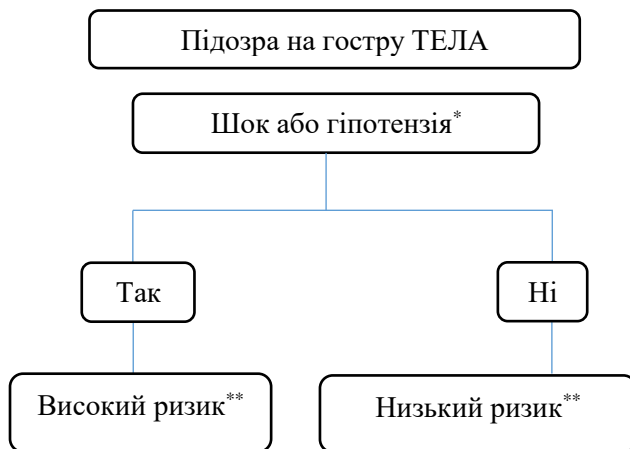 Підозра на гостру ТЕЛА
Шок або гіпотензія*
Так
Ні
Високий ризик**
Низький ризик**